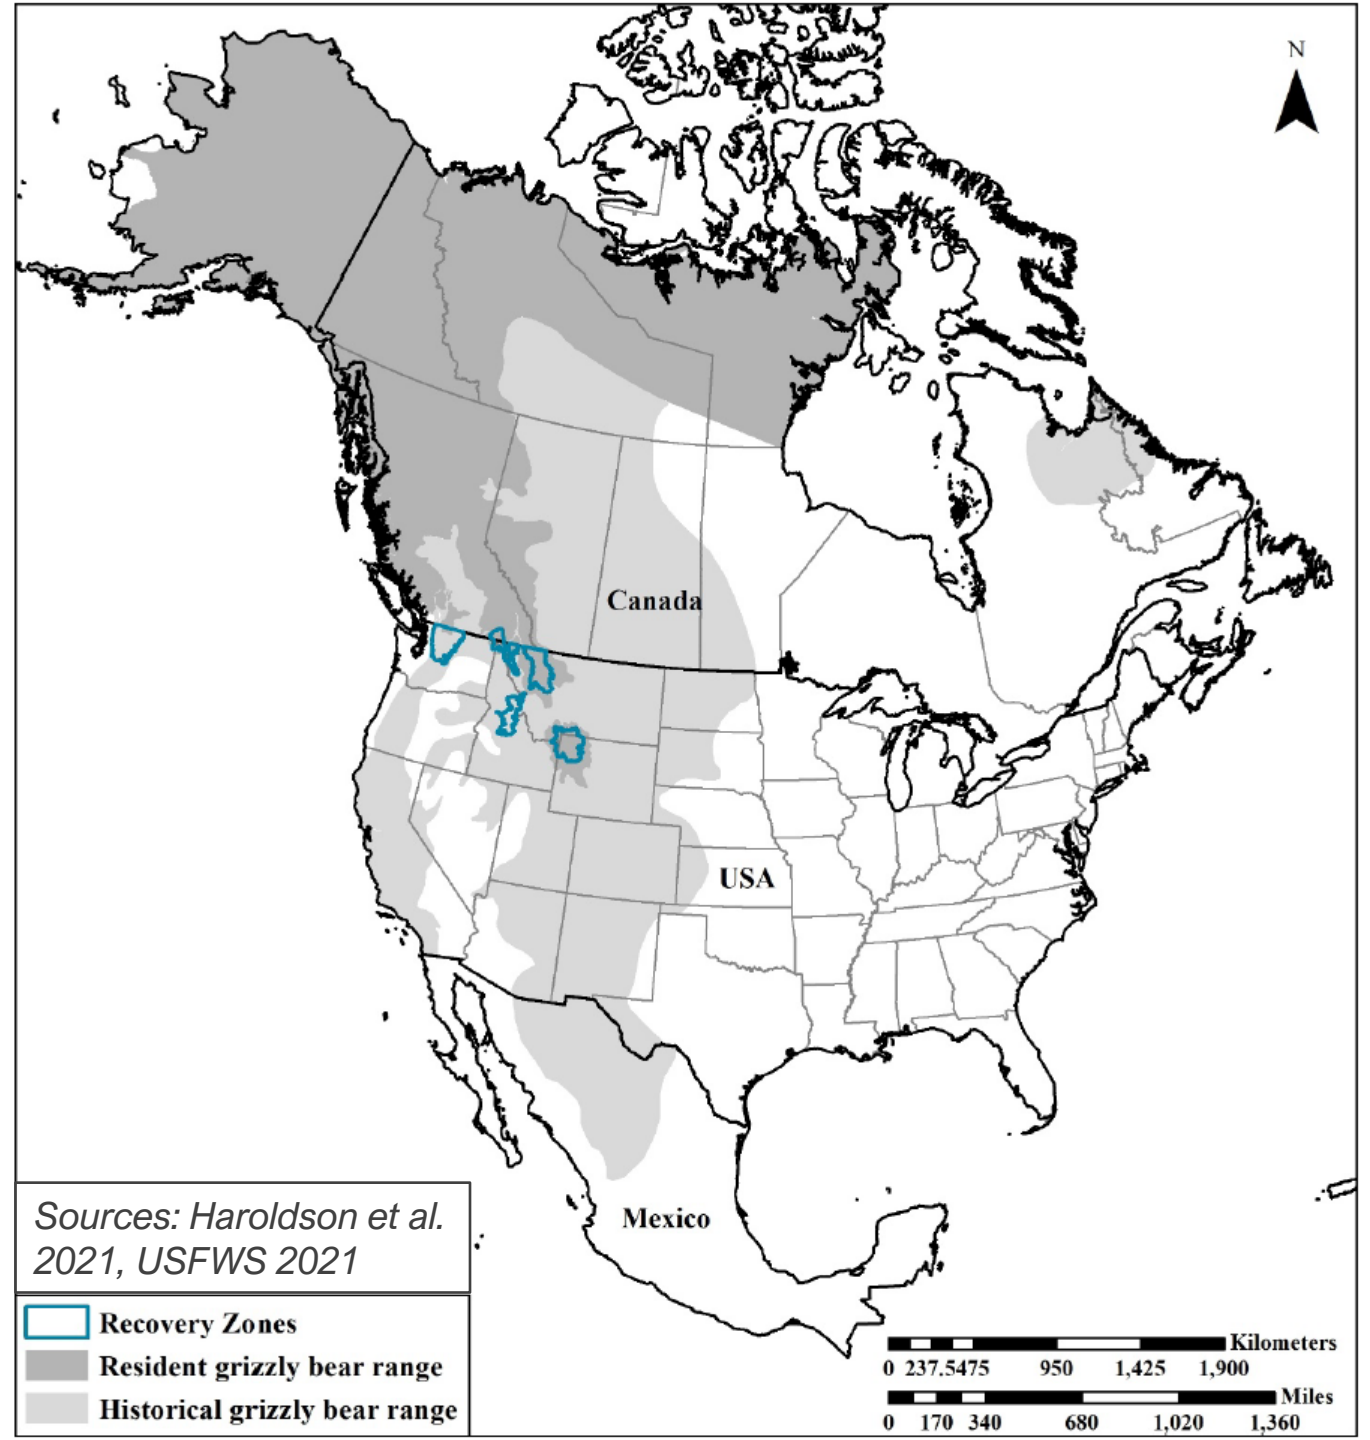 N
Canada
USA
Mexico
Sources: Haroldson et al.
2021, USFWS 2021
Recovery Zones
Resident grizzly bear range
Historical grizzly bear range
Kilometers
0 237.5475 950 1,425 1,900
Miles
0 170 340 680 1,020 1,360